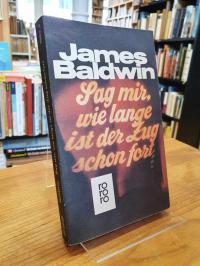 James
Baldwin
Sag mir,
wie lange
ist der Zug
schon fort
ro
ro
ro